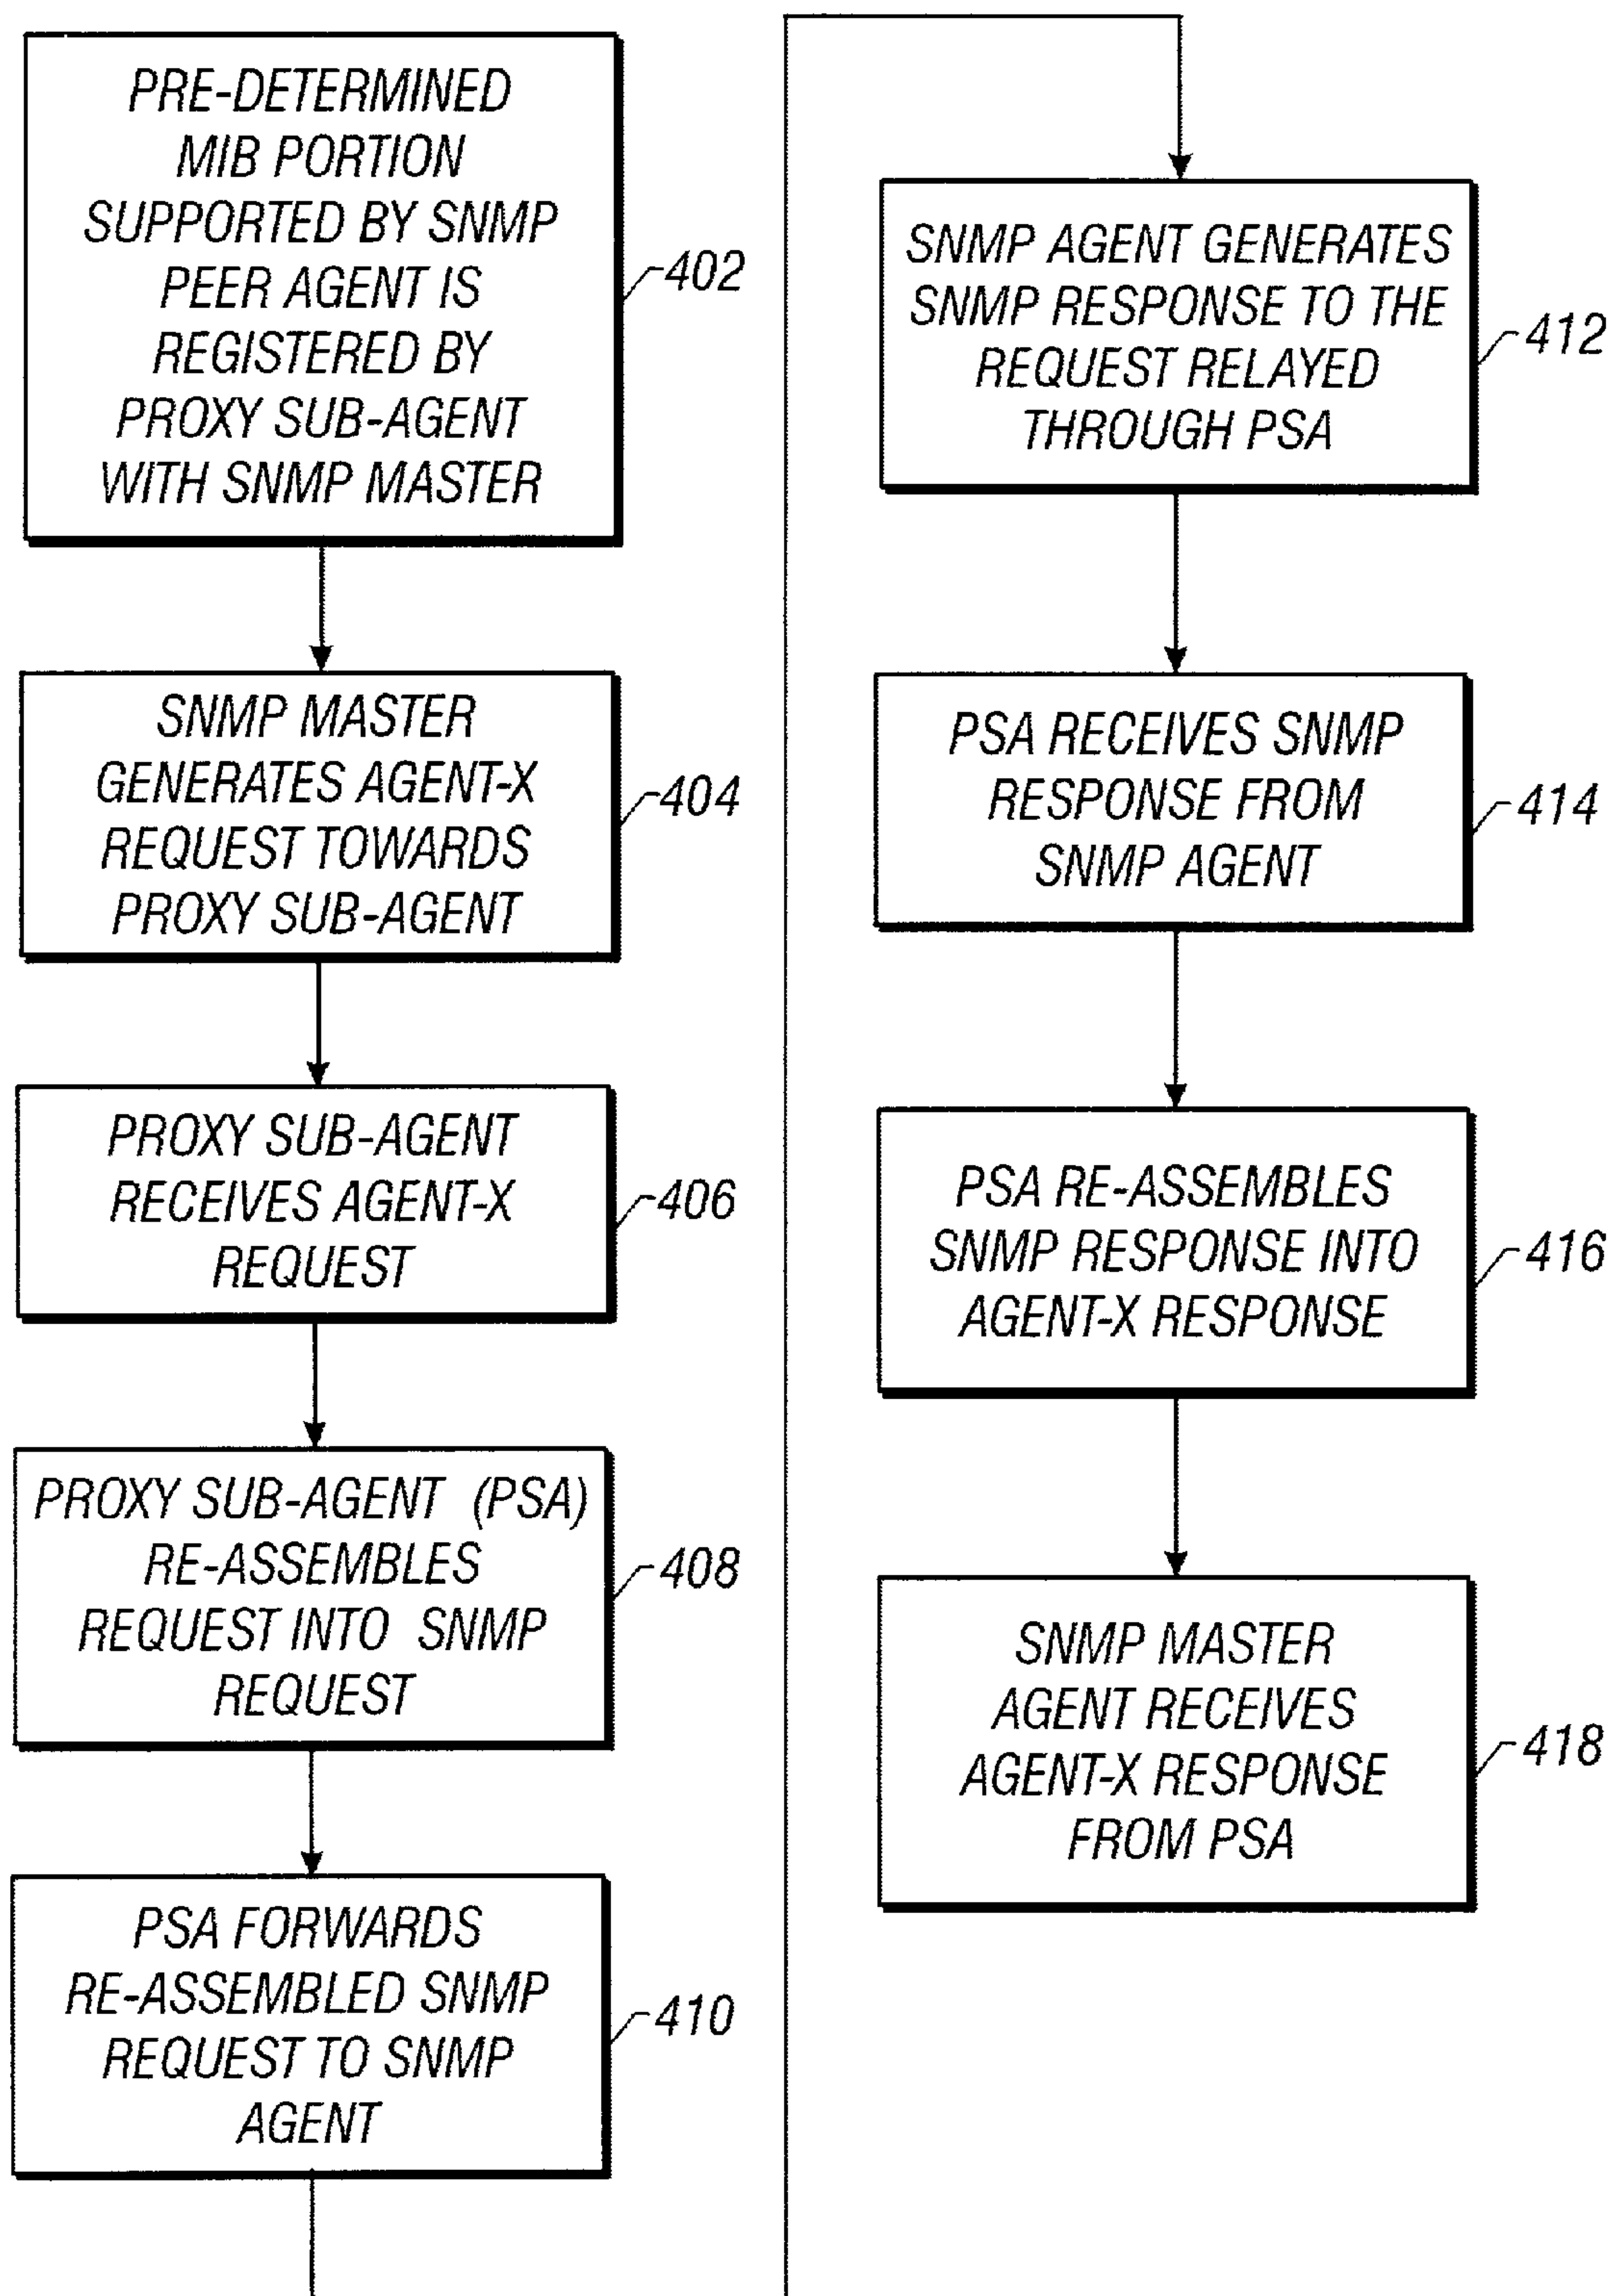 PRE-DETERMINED
MIB PORTION
SUPPORTED BY SNMP
PEER AGENT IS
REGISTERED BY
PROXY SUB-AGENT
WITH SNMP MASTER
402
SNMP MASTER
GENERATES AGENT-X
REQUEST TOWARDS
PROXY SUB-AGENT
404
PROXY SUB-AGENT
RECEIVES AGENT-X
REQUEST
406
PROXY SUB-AGENT (PSA)
RE-ASSEMBLES
REQUEST INTO SNMP
REQUEST
408
PSA FORWARDS
RE-ASSEMBLED SNMP
REQUEST TO SNMP
AGENT
410
SNMP AGENT GENERATES
SNMP RESPONSE TO THE
REQUEST RELAYED
THROUGH PSA
412
PSA RECEIVES SNMP
RESPONSE FROM
SNMP AGENT
414
PSA RE-ASSEMBLES
SNMP RESPONSE INTO
AGENT-X RESPONSE
416
SNMP MASTER
AGENT RECEIVES
AGENT-X RESPONSE
FROM PSA
418